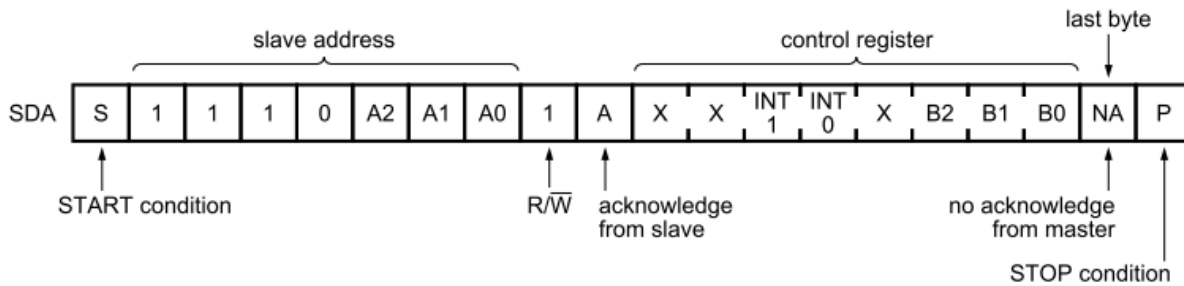 last byte
slave address control register
SDA S 1 1 1 0 A2 A1 A0 1 A X X INT 1 INT 0 X B2 B1 B0 NA P
START condition R/W̅ acknowledge from slave no acknowledge from master
STOP condition